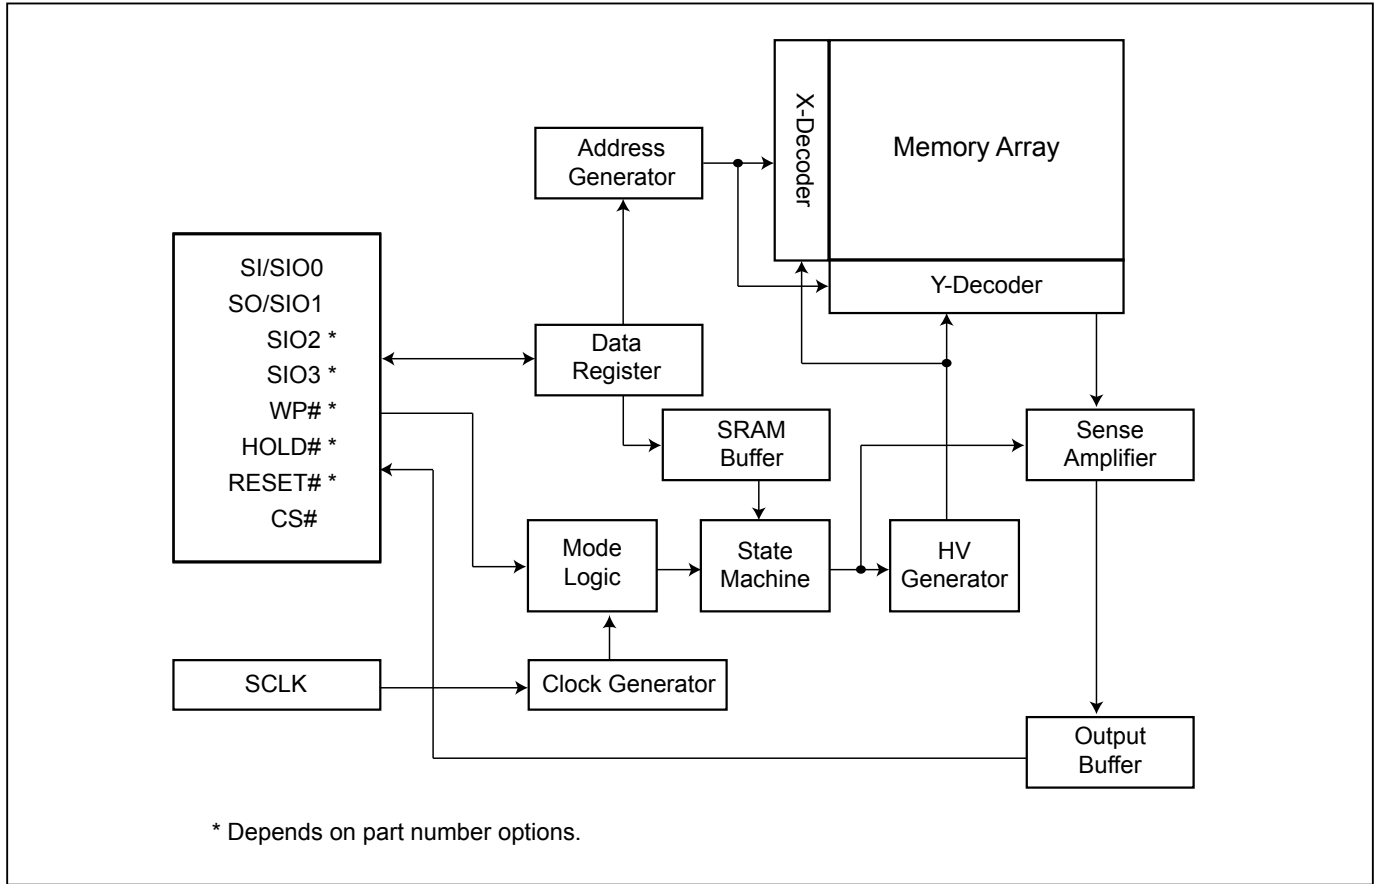 X-Decoder
Memory Array
Address
Generator
SI/SIO0
SO/SIO1
SIO2 *
SIO3 *
WP# *
HOLD# *
RESET# *
CS#
Y-Decoder
Data
Register
SRAM
Buffer
Sense
Amplifier
Mode
Logic
State
Machine
HV
Generator
SCLK
Clock Generator
Output
Buffer
* Depends on part number options.